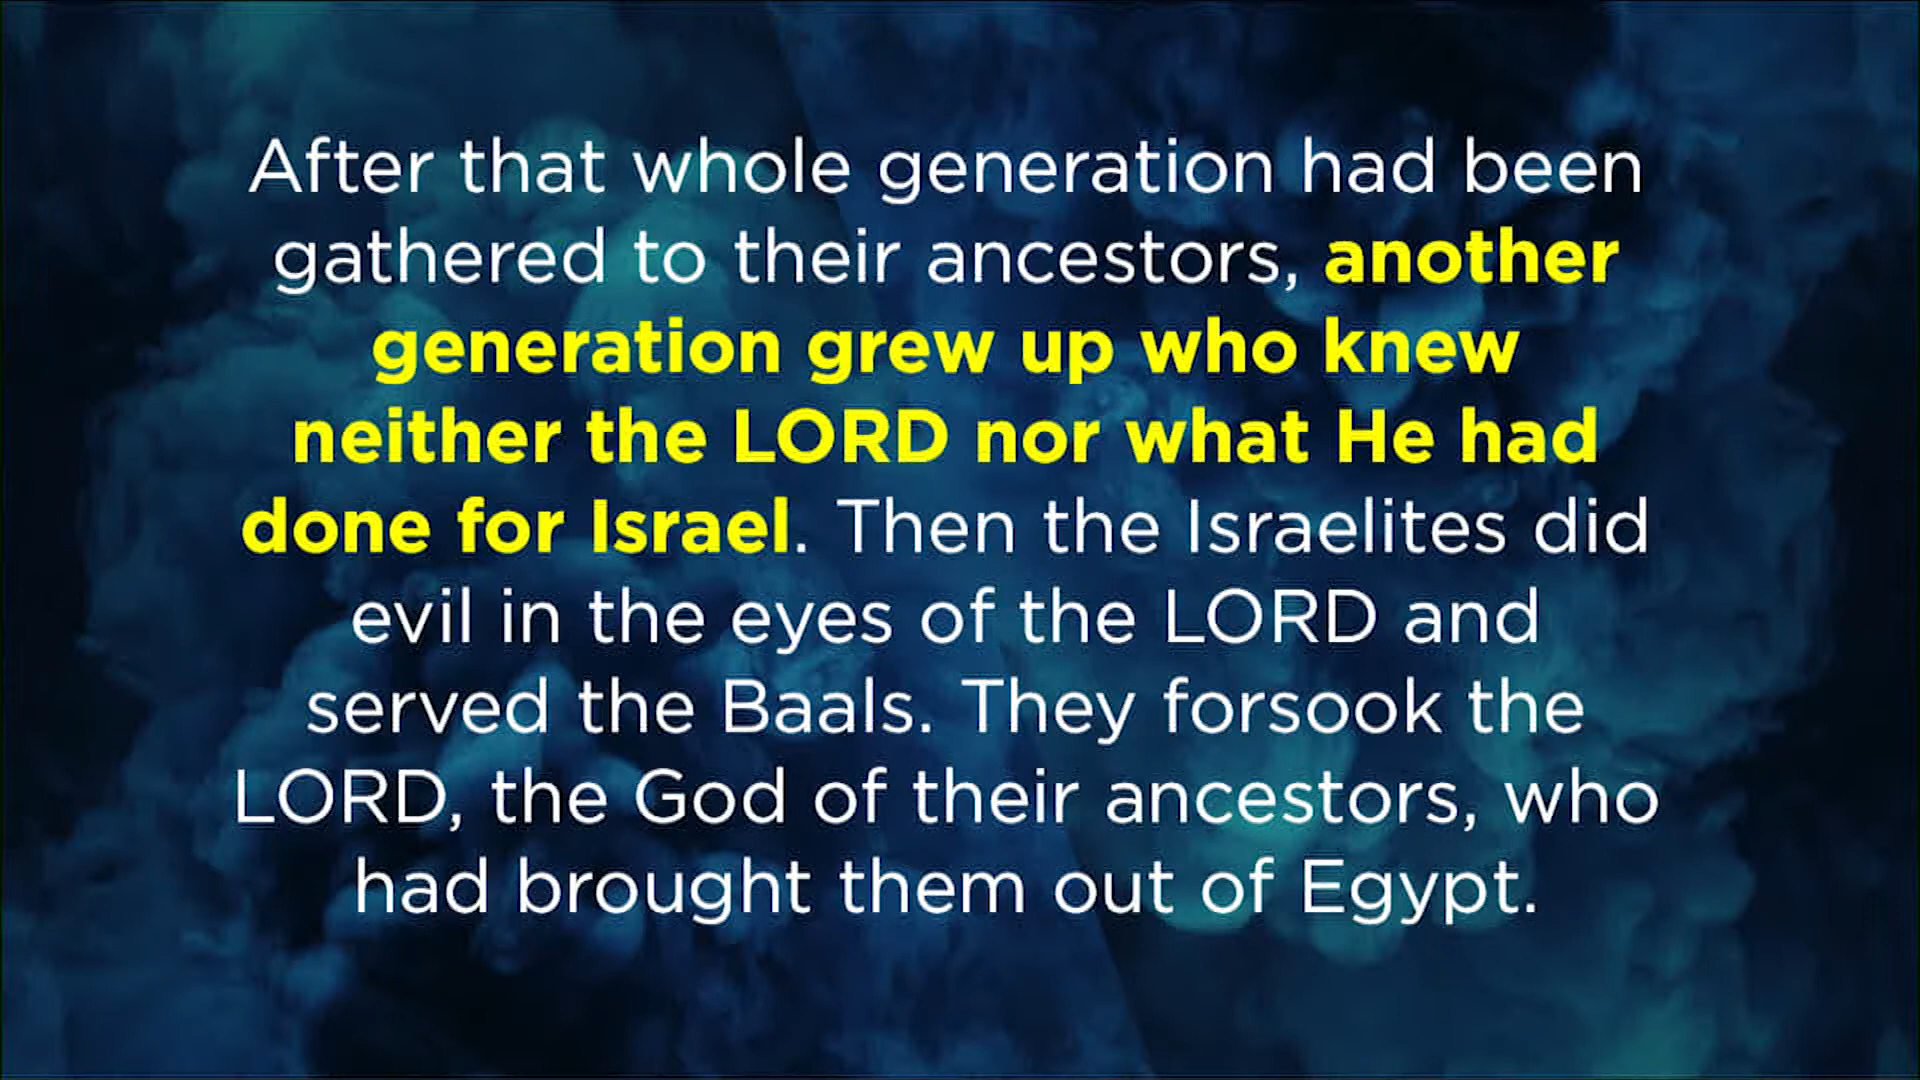 After that whole generation had been
gathered to their ancestors, another
generation grew up who knew
neither the LORD nor what He had
done for Israel. Then the Israelites did
evil in the eyes of the LORD and
served the Baals. They forsook the
LORD, the God of their ancestors, who
had brought them out of Egypt.